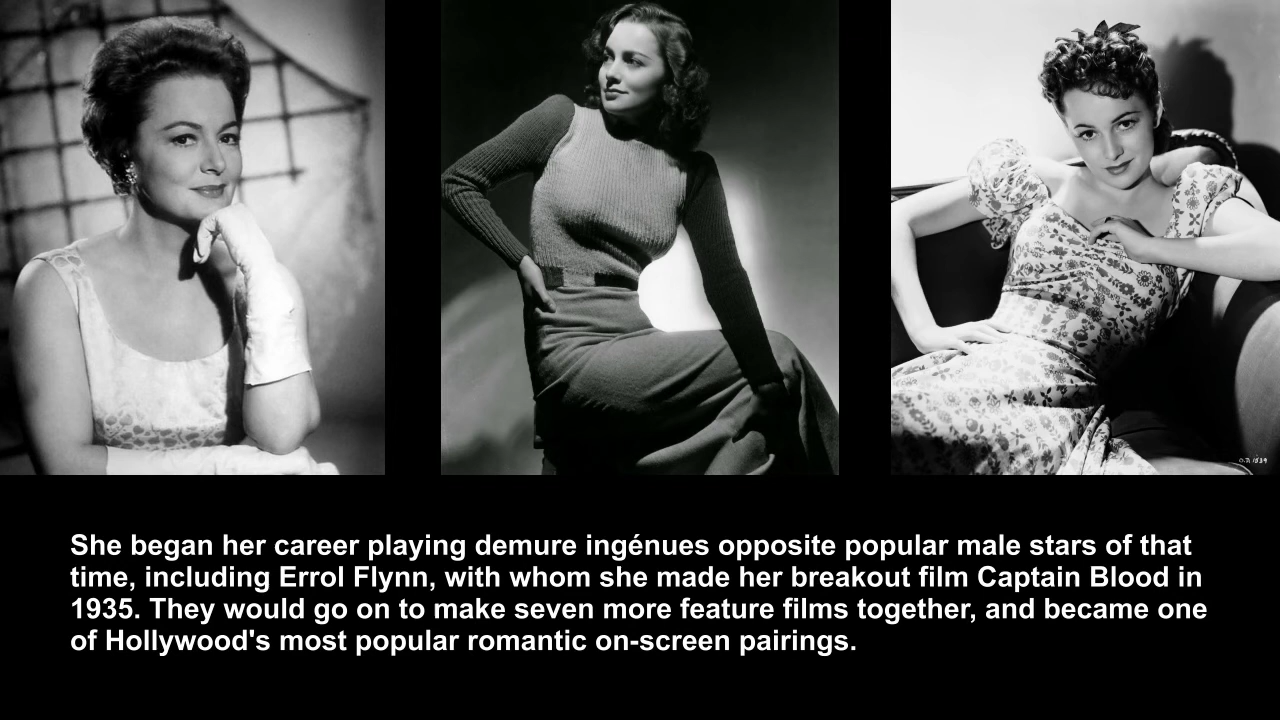 She began her career playing demure ingénues opposite popular male stars of that
time, including Errol Flynn, with whom she made her breakout film Captain Blood in
1935. They would go on to make seven more feature films together, and became one
of Hollywood's most popular romantic on-screen pairings.